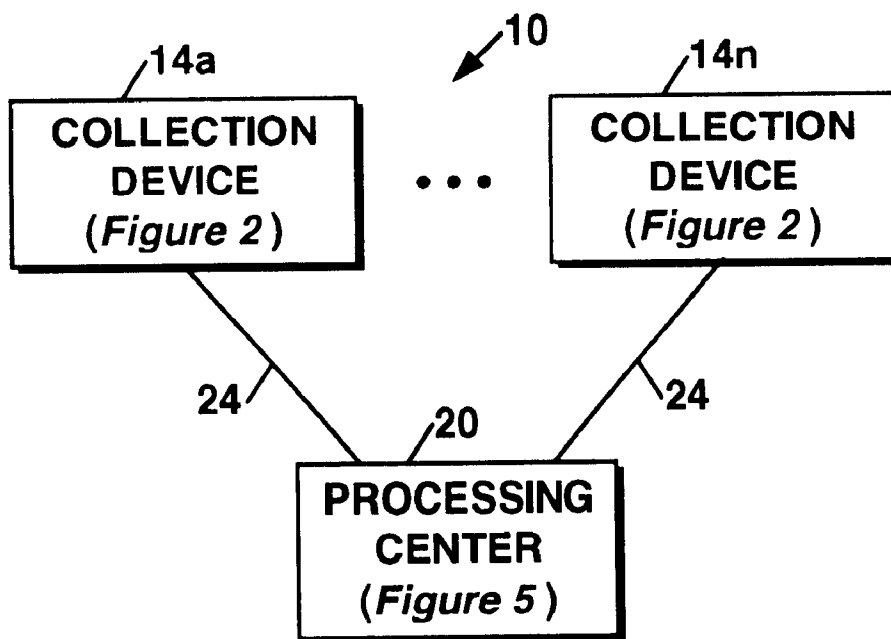 10
14a
14n
COLLECTION
DEVICE
(Figure 2)
• • •
COLLECTION
DEVICE
(Figure 2)
24
24
20
PROCESSING
CENTER
(Figure 5)